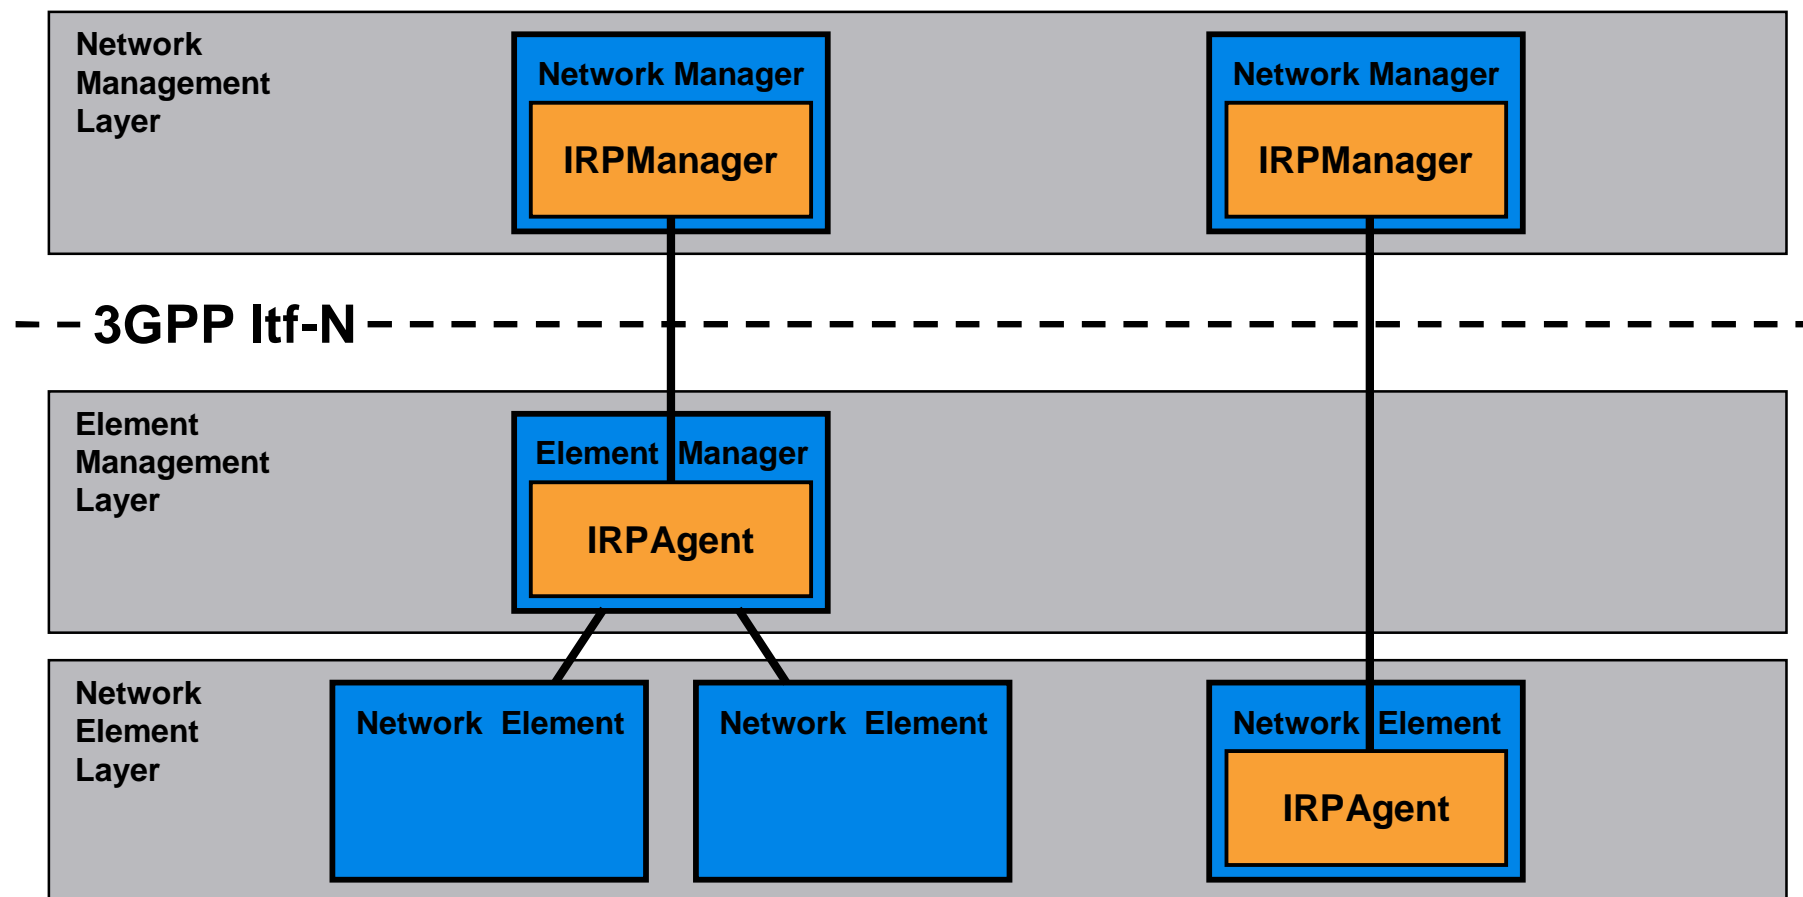 Network
Management
Layer
Network Manager
IRPManager
Network Manager
IRPManager
3GPP Itf-N
Element
Management
Layer
Element Manager
IRPAgent
Network
Element
Layer
Network Element
Network Element
Network Element
IRPAgent